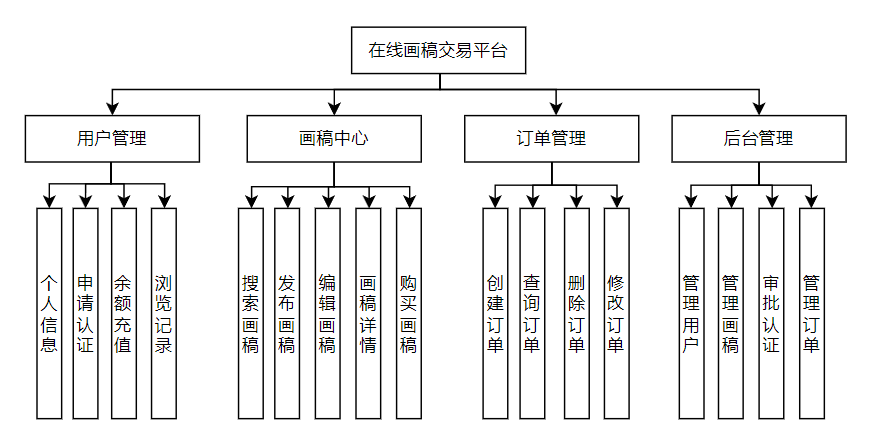 在线画稿交易平台
用户管理
画稿中心
订单管理
后台管理
个人信息
申请认证
余额充值
浏览记录
搜索画稿
发布画稿
编辑画稿
画稿详情
购买画稿
创建订单
查询订单
删除订单
修改订单
管理用户
管理画稿
审批认证
管理订单